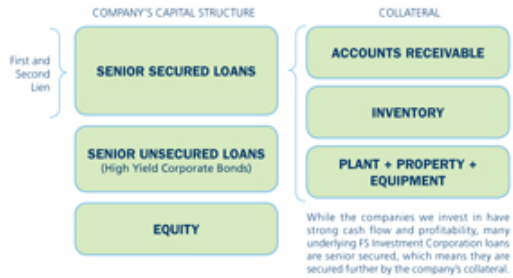 COMPANY'S CAPITAL STRUCTURE
First and
Second
Lien
SENIOR SECURED LOANS
SENIOR UNSECURED LOANS
(High Yield Corporate Bonds)
EQUITY
COLLATERAL
ACCOUNTS RECEIVABLE
INVENTORY
PLANT + PROPERTY +
EQUIPMENT
While the companies we invest in have
strong cash flow and profitability, many
underlying FS Investment Corporation loans
are senior secured, which means they are
secured further by the company's collateral.